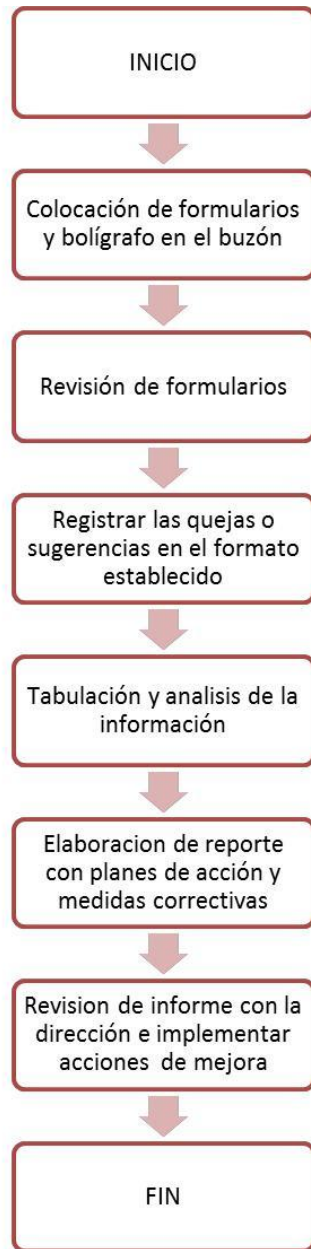 INICIO
Colocación de formularios
y bolígrafo en el buzón
Revisión de formularios
Registrar las quejas o
sugerencias en el formato
establecido
Tabulación y analisis de la
información
Elaboracion de reporte
con planes de acción y
medidas correctivas
Revision de informe con la
dirección e implementar
acciones de mejora
FIN